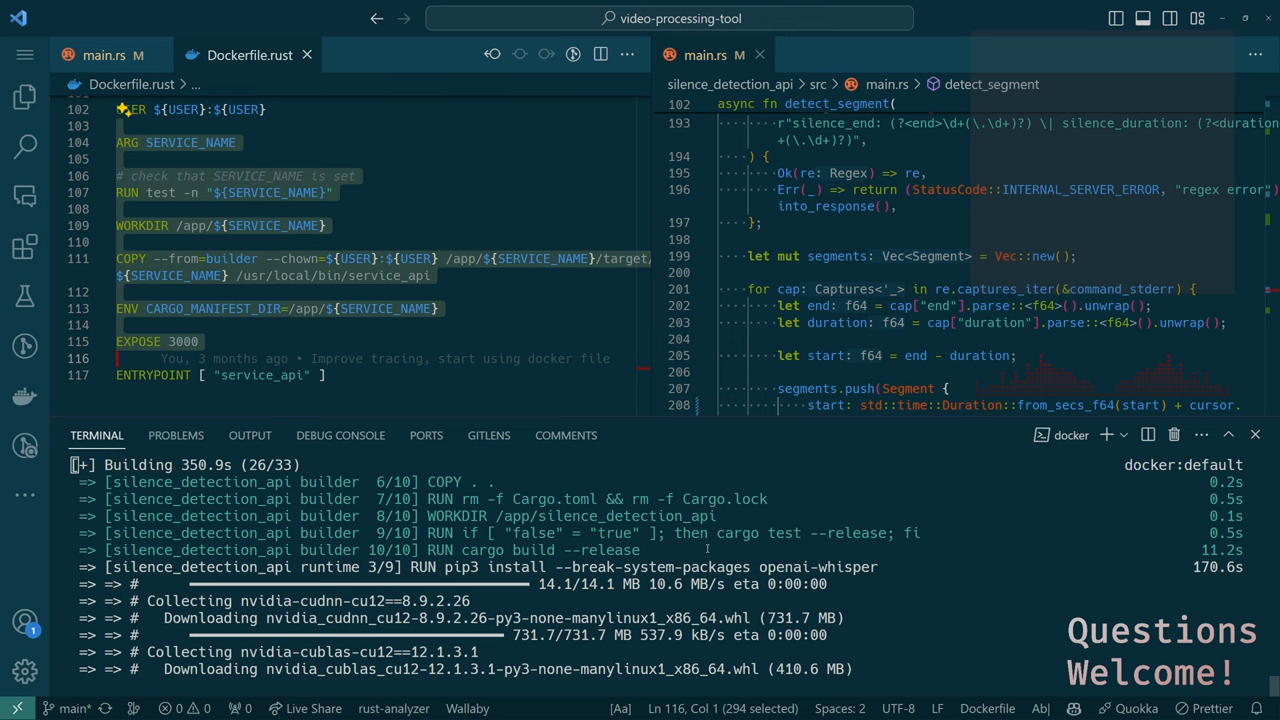 video-processing-tool
main.rs M
Dockerfile.rust
main.rs M
Dockerfile.rust > ...
silence_detection_api > src > main.rs > detect_segment
102 ER ${USER}:${USER}
103
104 ARG SERVICE_NAME
105
106 # check that SERVICE_NAME is set
107 RUN test -n "${SERVICE_NAME}"
108
109 WORKDIR /app/${SERVICE_NAME}
110
111 COPY --from=builder --chown=${USER}:${USER} /app/${SERVICE_NAME}/target/
${SERVICE_NAME} /usr/local/bin/service_api
112
113 ENV CARGO_MANIFEST_DIR=/app/${SERVICE_NAME}
114
115 EXPOSE 3000
116 You, 3 months ago • Improve tracing, start using docker file
117 ENTRYPOINT [ "service_api" ]
102 async fn detect_segment(
193 r"silence_end: (?<end>\d+(\.\d+)?) \| silence_duration: (?<duration
+(\.\d+)?)",
194 ) {
195 Ok(re: Regex) => re,
196 Err(_) => return (StatusCode::INTERNAL_SERVER_ERROR, "regex error")
into_response(),
197 };
198
199 let mut segments: Vec<Segment> = Vec::new();
200
201 for cap: Captures<'_> in re.captures_iter(&command_stderr) {
202 let end: f64 = cap["end"].parse::<f64>().unwrap();
203 let duration: f64 = cap["duration"].parse::<f64>().unwrap();
205 let start: f64 = end - duration;
206
207 segments.push(Segment {
208 start: std::time::Duration::from_secs_f64(start) + cursor.
TERMINAL PROBLEMS OUTPUT DEBUG CONSOLE PORTS GITLENS COMMENTS docker
[+] Building 350.9s (26/33) docker:default
=> [silence_detection_api builder 6/10] COPY . . 0.2s
=> [silence_detection_api builder 7/10] RUN rm -f Cargo.toml && rm -f Cargo.lock 0.5s
=> [silence_detection_api builder 8/10] WORKDIR /app/silence_detection_api 0.1s
=> [silence_detection_api builder 9/10] RUN if [ "false" = "true" ]; then cargo test --release; fi 0.5s
=> [silence_detection_api builder 10/10] RUN cargo build --release 11.2s
=> [silence_detection_api runtime 3/9] RUN pip3 install --break-system-packages openai-whisper 170.6s
=> => # 14.1/14.1 MB 10.6 MB/s eta 0:00:00
=> => # Collecting nvidia-cudnn-cu12==8.9.2.26
=> => # Downloading nvidia_cudnn_cu12-8.9.2.26-py3-none-manylinux1_x86_64.whl (731.7 MB)
=> => # 731.7/731.7 MB 537.9 kB/s eta 0:00:00
=> => # Collecting nvidia-cublas-cu12==12.1.3.1
=> => # Downloading nvidia_cublas_cu12-12.1.3.1-py3-none-manylinux1_x86_64.whl (410.6 MB)
Questions
Welcome!
1
main* 0 0 0 Live Share rust-analyzer Wallaby [Aa] Ln 116, Col 1 (294 selected) Spaces: 2 UTF-8 LF Dockerfile Ab| Quokka Prettier